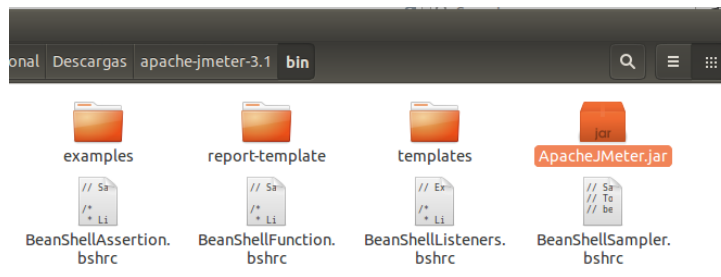 onal Descargas apache-jmeter-3.1 bin
examples report-template templates jar ApacheJMeter.jar
// Sa // Sa // Ex // Sa
/* /* /* // To
* Li * Li * Li // be
BeanShellAssertion. BeanShellFunction. BeanShellListeners. BeanShellSampler.
bshrc bshrc bshrc bshrc